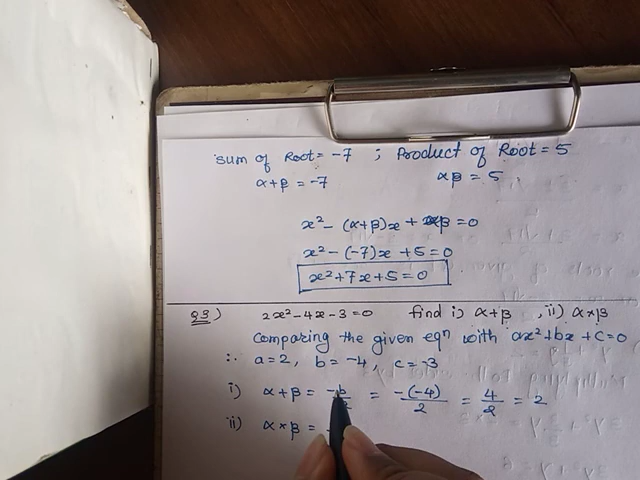 Sum of Root = -7 ; Product of Root = 5
α+β = -7 αβ = 5
x² - (α+β)x + αβ = 0
x² - (-7)x + 5 = 0
x² + 7x + 5 = 0
Q3) 2x² - 4x - 3 = 0 find i) α+β , ii) α×β
Comparing the given eqⁿ with ax² + bx + c = 0
∴ a = 2, b = -4, c = -3
i) α + β = -b = -(-4)/2 = 4/2 = 2
ii) α × β =